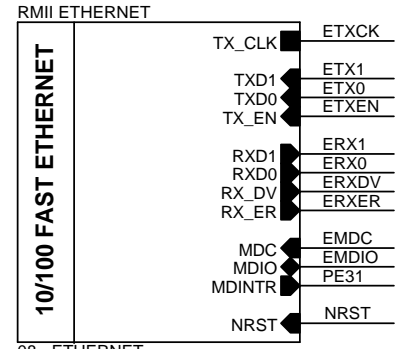 RMII ETHERNET
10/100 FAST ETHERNET
TX_CLK ETXCK
TXD1 ETX1
TXD0 ETX0
TX_EN ETXEN
RXD1 ERX1
RXD0 ERX0
RX_DV ERXDV
RX_ER ERXER
MDC EMDC
MDIO EMDIO
MDINTR PE31
NRST NRST